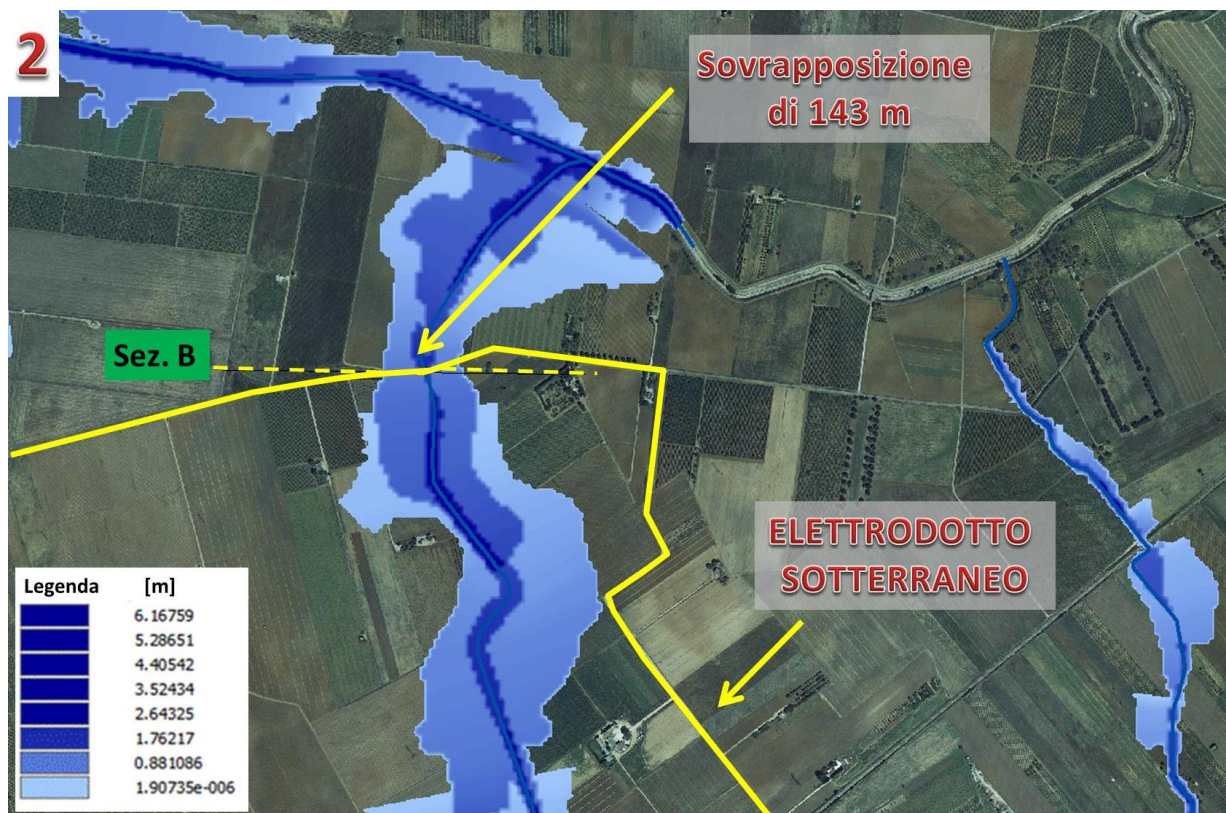 2
Sovrapposizione
di 143 m
Sez. B
ELETTRODOTTO
SOTTERRANEO
Legenda [m]
6.16759
5.28651
4.40542
3.52434
2.64325
1.76217
0.881086
1.90735e-006